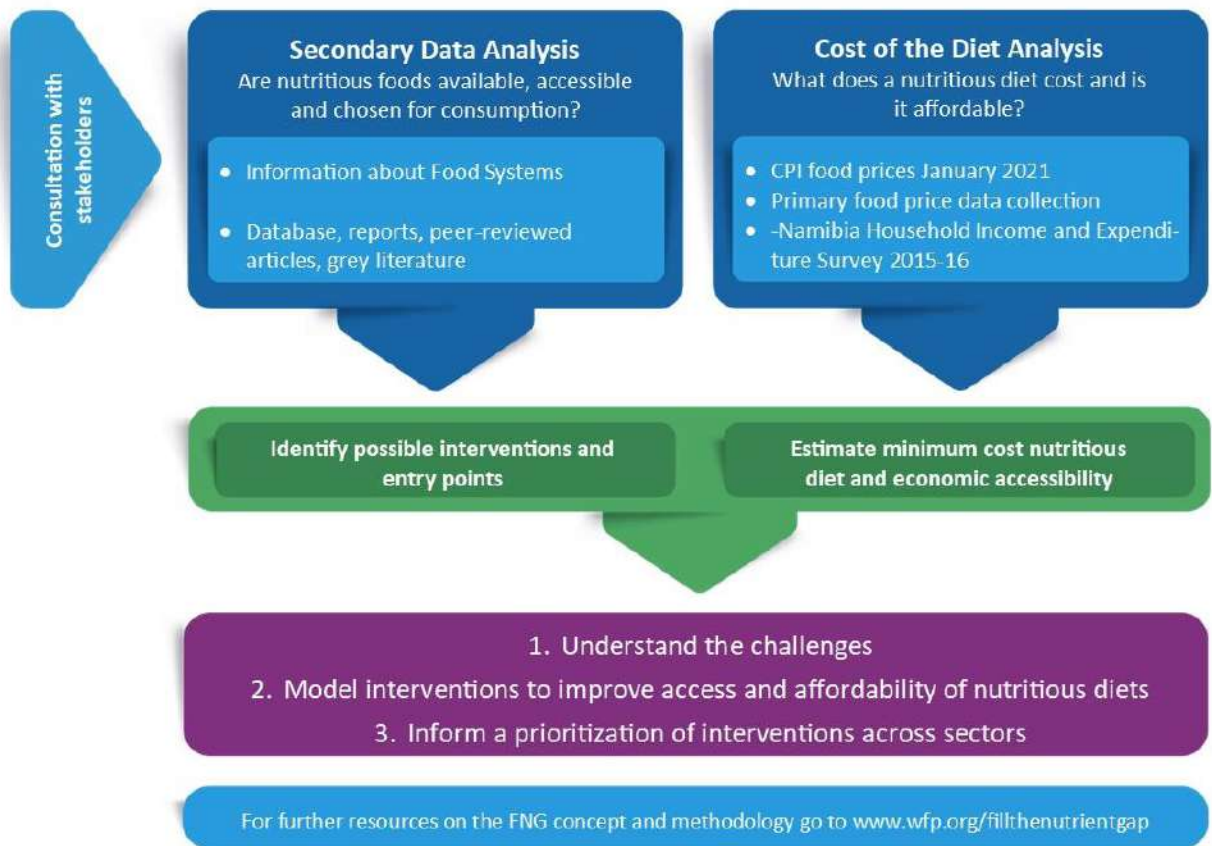 Consultation with
stakeholders
Secondary Data Analysis
Are nutritious foods available, accessible
and chosen for consumption?
• Information about Food Systems
• Database, reports, peer-reviewed
articles, grey literature
Cost of the Diet Analysis
What does a nutritious diet cost and is
it affordable?
• CPI food prices January 2021
• Primary food price data collection
• -Namibia Household Income and Expendi-
ture Survey 2015-16
Identify possible interventions and
entry points
Estimate minimum cost nutritious
diet and economic accessibility
1. Understand the challenges
2. Model interventions to improve access and affordability of nutritious diets
3. Inform a prioritization of interventions across sectors
For further resources on the FNG concept and methodology go to www.wfp.org/fillthenutrientgap